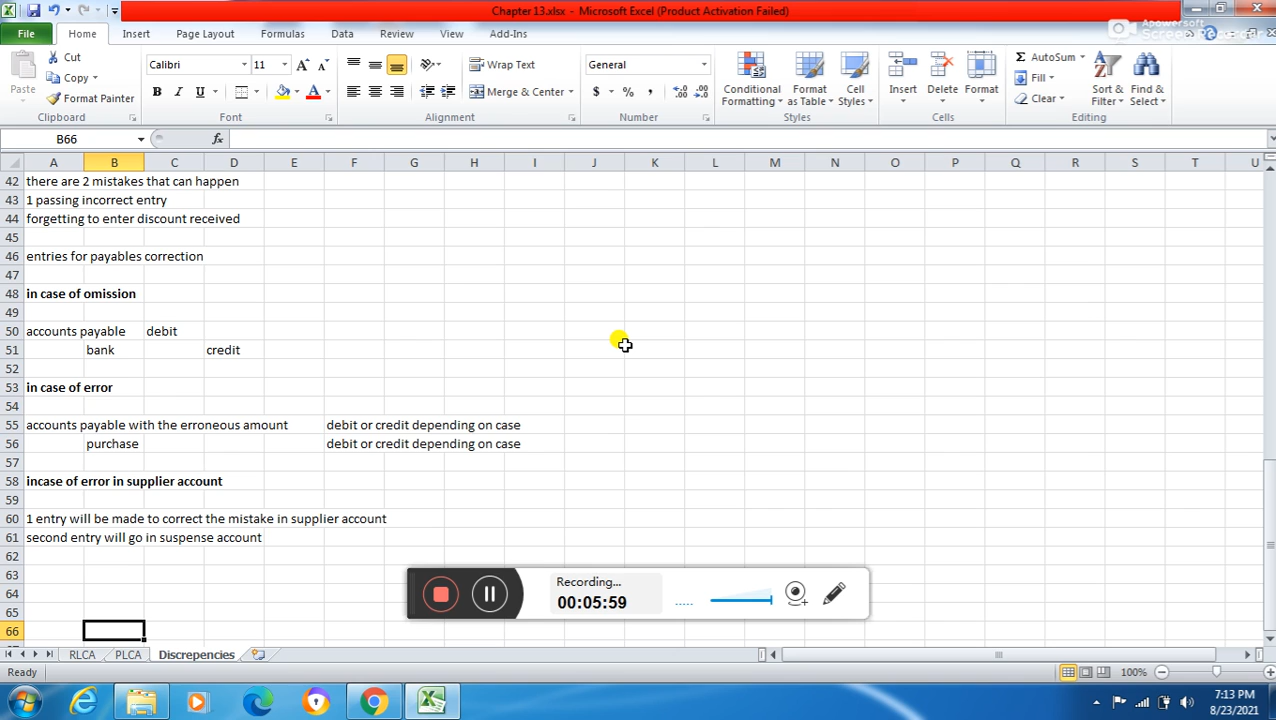 Chapter 13.xlsx - Microsoft Excel (Product Activation Failed)
Apowersoft
Screen Recorder
File Home Insert Page Layout Formulas Data Review View Add-Ins
Paste Cut Calibri 11 Wrap Text General Conditional Formatting Format as Table Cell Styles Insert Delete Format AutoSum Sort & Filter Find & Select
Copy Fill
Format Painter B I U A Merge & Center $ % , Clear
Clipboard Font Alignment Number Styles Cells Editing
B66 fx
A B C D E F G H I J K L M N O P Q R S T U
42 there are 2 mistakes that can happen
43 1 passing incorrect entry
44 forgetting to enter discount received
45
46 entries for payables correction
47
48 in case of omission
49
50 accounts payable debit
51 bank credit
52
53 in case of error
54
55 accounts payable with the erroneous amount debit or credit depending on case
56 purchase debit or credit depending on case
57
58 incase of error in supplier account
59
60 1 entry will be made to correct the mistake in supplier account
61 second entry will go in suspense account
62
63
64
65
66
Recording...
00:05:59
RLCA PLCA Discrepencies
Ready 100%
7:13 PM
8/23/2021